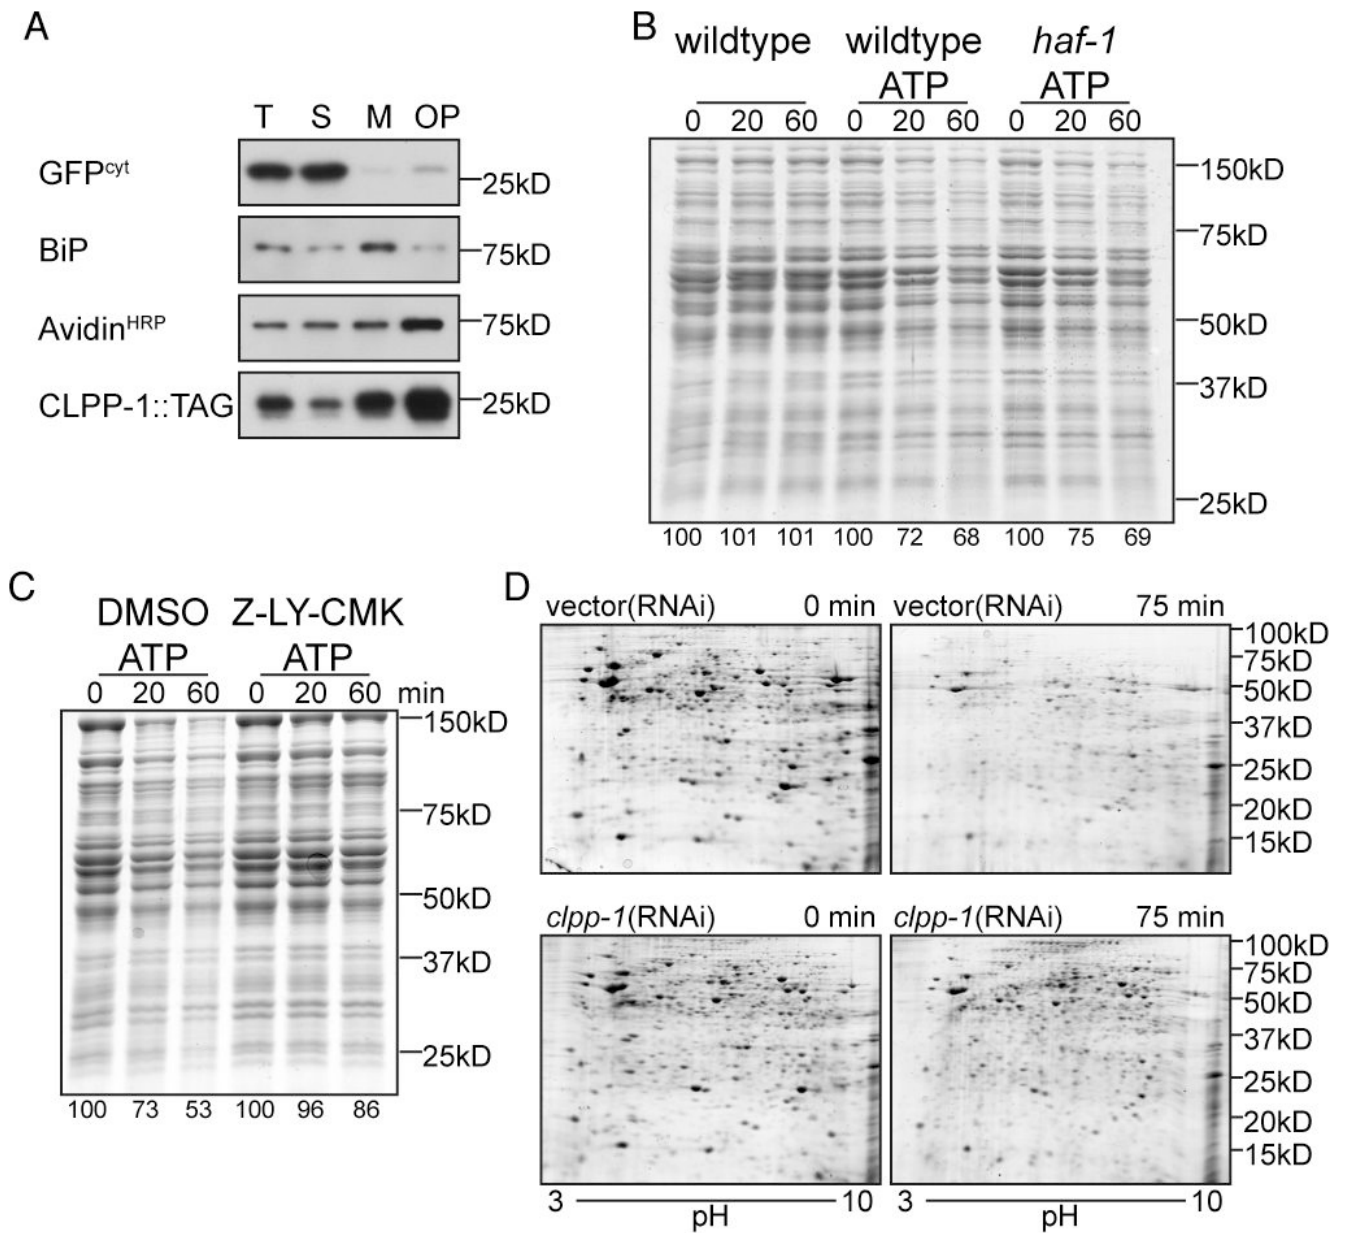 A
T S M OP
GFPcyt
25kD
BiP
75kD
AvidinHRP
75kD
CLPP-1::TAG
25kD
B
wildtype wildtype haf-1
ATP ATP
0 20 60 0 20 60 0 20 60
150kD
75kD
50kD
37kD
25kD
100 101 101 100 72 68 100 75 69
C
DMSO Z-LY-CMK
ATP ATP
0 20 60 0 20 60 min
150kD
75kD
50kD
37kD
25kD
100 73 53 100 96 86
D
vector(RNAi) 0 min vector(RNAi) 75 min
100kD
75kD
50kD
37kD
25kD
20kD
15kD
clpp-1(RNAi) 0 min clpp-1(RNAi) 75 min
100kD
75kD
50kD
37kD
25kD
20kD
15kD
3 10 3 10
pH pH